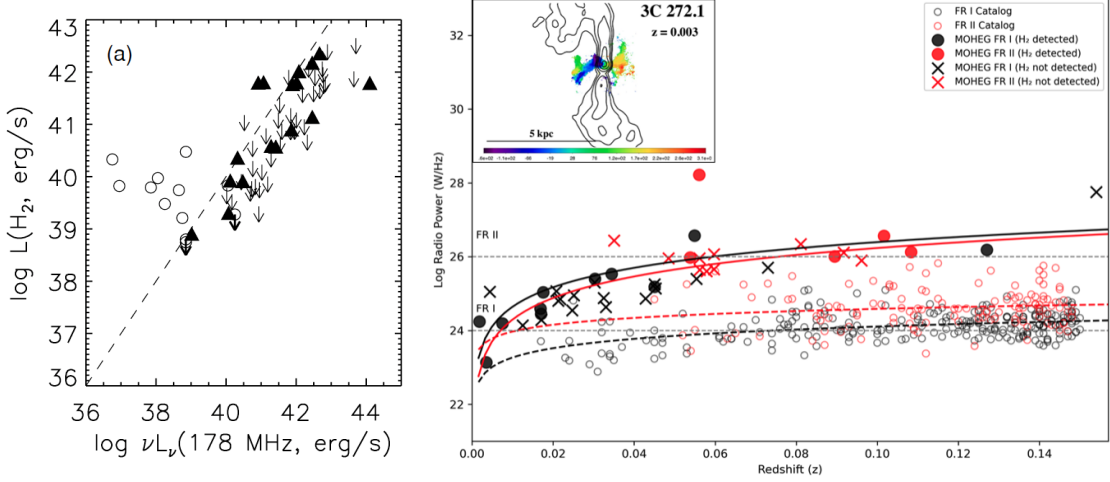 (a)
43
42
41
40
39
38
37
36
log L(H₂, erg/s)
36 38 40 42 44
log νLν(178 MHz, erg/s)
3C 272.1
z = 0.003
5 kpc
-18 28 76
FR I Catalog
FR II Catalog
MOHEG FR I (H₂ detected)
MOHEG FR II (H₂ detected)
MOHEG FR I (H₂ not detected)
MOHEG FR II (H₂ not detected)
32
30
28
26
24
22
FR II
FR I
Log Radio Power (W/Hz)
0.00 0.02 0.04 0.06 0.08 0.10 0.12 0.14
Redshift (z)